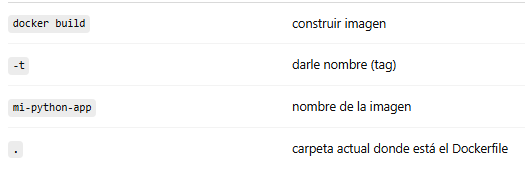 docker build construir imagen
-t darle nombre (tag)
mi-python-app nombre de la imagen
. carpeta actual donde está el Dockerfile